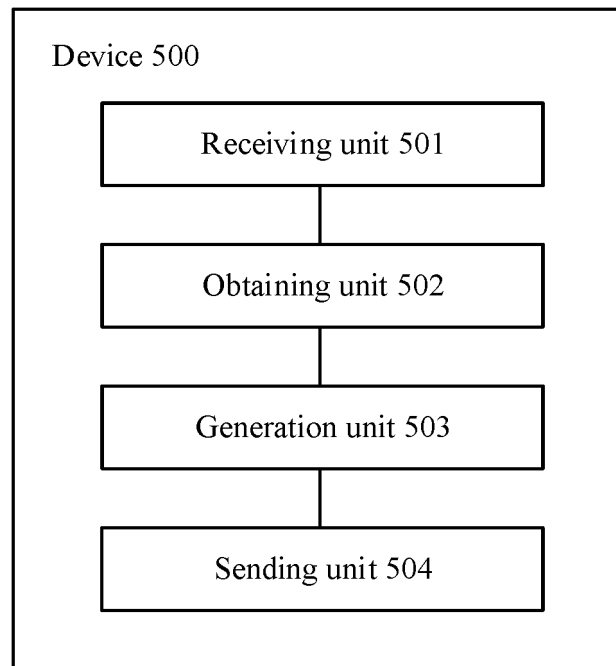 Device 500
Receiving unit 501
Obtaining unit 502
Generation unit 503
Sending unit 504